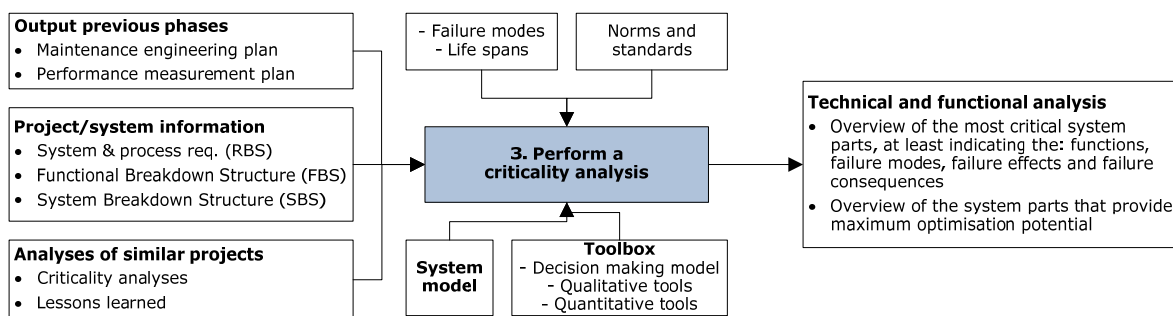 Output previous phases
• Maintenance engineering plan
• Performance measurement plan
Project/system information
• System & process req. (RBS)
• Functional Breakdown Structure (FBS)
• System Breakdown Structure (SBS)
Analyses of similar projects
• Criticality analyses
• Lessons learned
- Failure modes
- Life spans
Norms and
standards
3. Perform a
criticality analysis
System
model
Toolbox
- Decision making model
- Qualitative tools
- Quantitative tools
Technical and functional analysis
• Overview of the most critical system
parts, at least indicating the: functions,
failure modes, failure effects and failure
consequences
• Overview of the system parts that provide
maximum optimisation potential